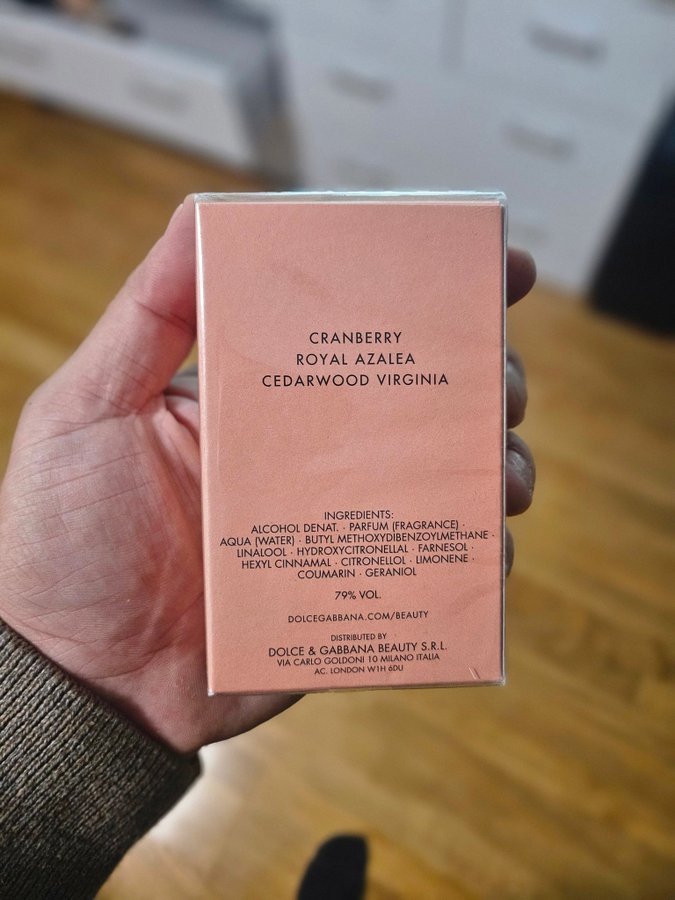 CRANBERRY
ROYAL AZALEA
CEDARWOOD VIRGINIA
INGREDIENTS:
ALCOHOL DENAT. · PARFUM (FRAGRANCE) ·
AQUA (WATER) · BUTYL METHOXYDIBENZOYLMETHANE ·
LINALOOL · HYDROXYCITRONELLAL · FARNESOL ·
HEXYL CINNAMAL · CITRONELLOL · LIMONENE ·
COUMARIN · GERANIOL
79% VOL.
DOLCEGABBANA.COM/BEAUTY
DISTRIBUTED BY
DOLCE & GABBANA BEAUTY S.R.L.
VIA CARLO GOLDONI 10 MILANO ITALIA
AC. LONDON W1H 6DU